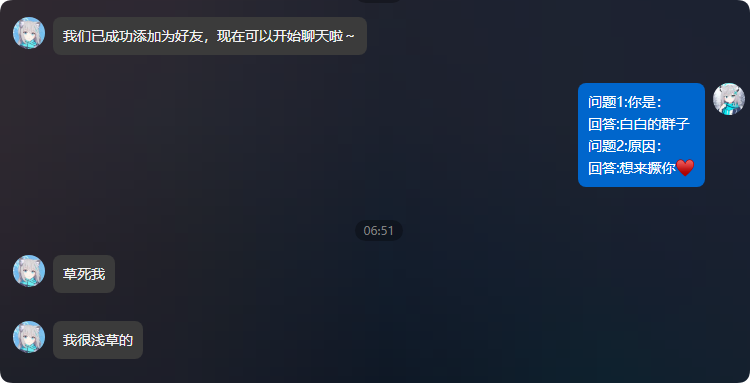 我们已成功添加为好友，现在可以开始聊天啦～
问题1:你是：
回答:白白的群子
问题2:原因：
回答:想来撅你♥️
06:51
草死我
我很浅草的